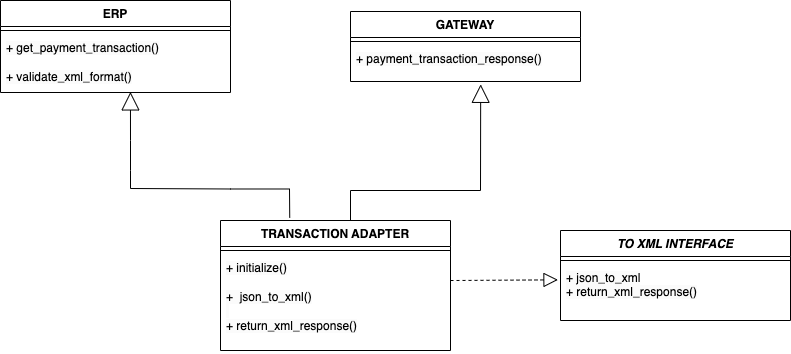 ERP
+ get_payment_transaction()
+ validate_xml_format()
GATEWAY
+ payment_transaction_response()
TRANSACTION ADAPTER
+ initialize()
+ json_to_xml()
+ return_xml_response()
TO XML INTERFACE
+ json_to_xml
+ return_xml_response()